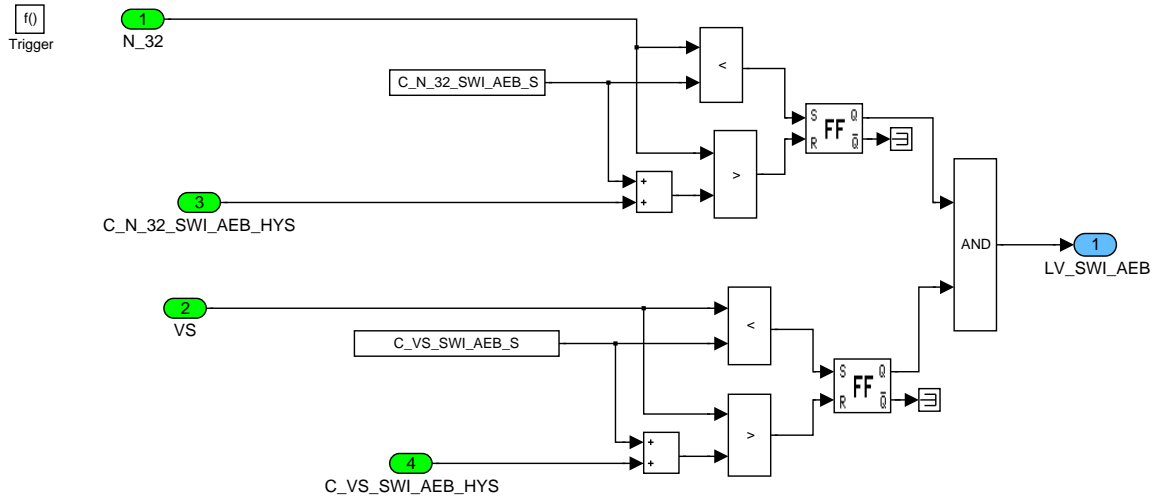 f()
Trigger
1
N_32
<
C_N_32_SWI_AEB_S
S Q
R Q̅
FF
>
+
+
3
C_N_32_SWI_AEB_HYS
AND
1
LV_SWI_AEB
2
VS
<
C_VS_SWI_AEB_S
S Q
R Q̅
FF
>
+
+
4
C_VS_SWI_AEB_HYS